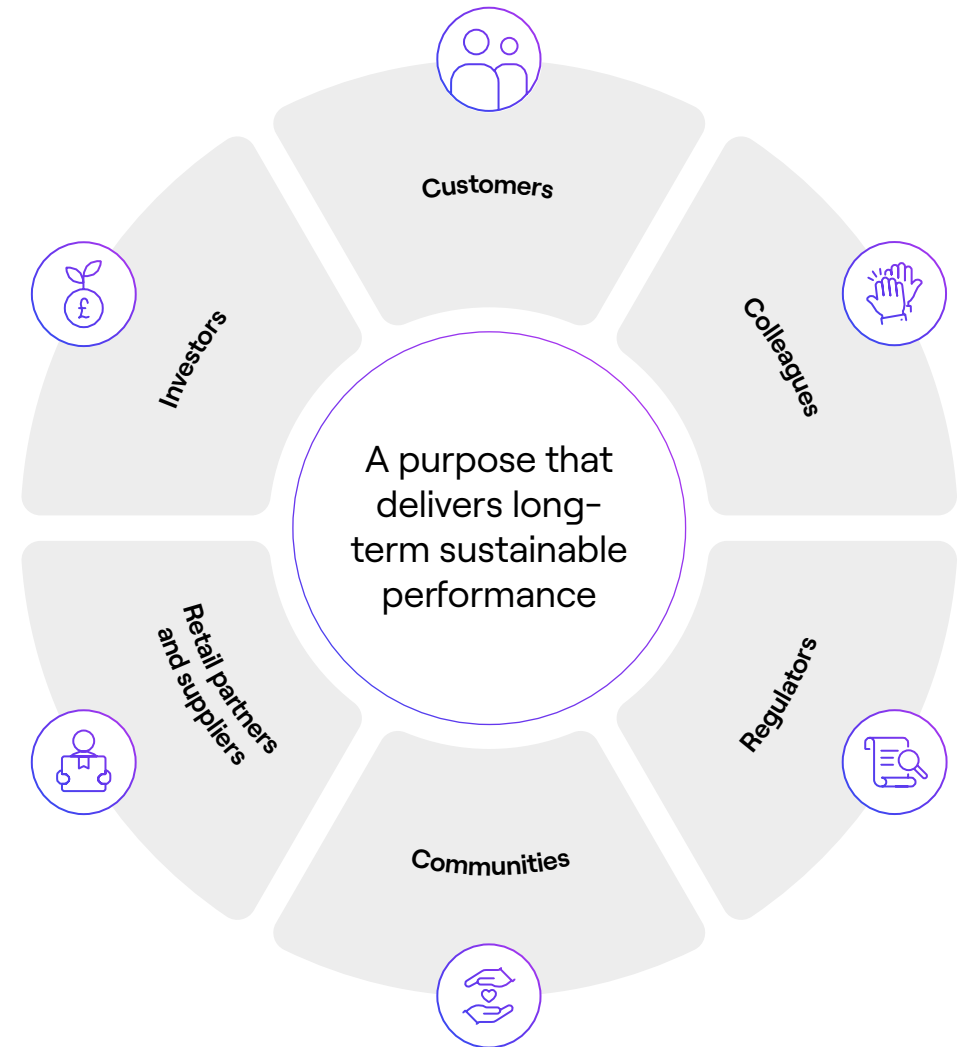 Customers
Colleagues
Regulators
Communities
Retail partners
and suppliers
Investors
£
A purpose that
delivers long-
term sustainable
performance